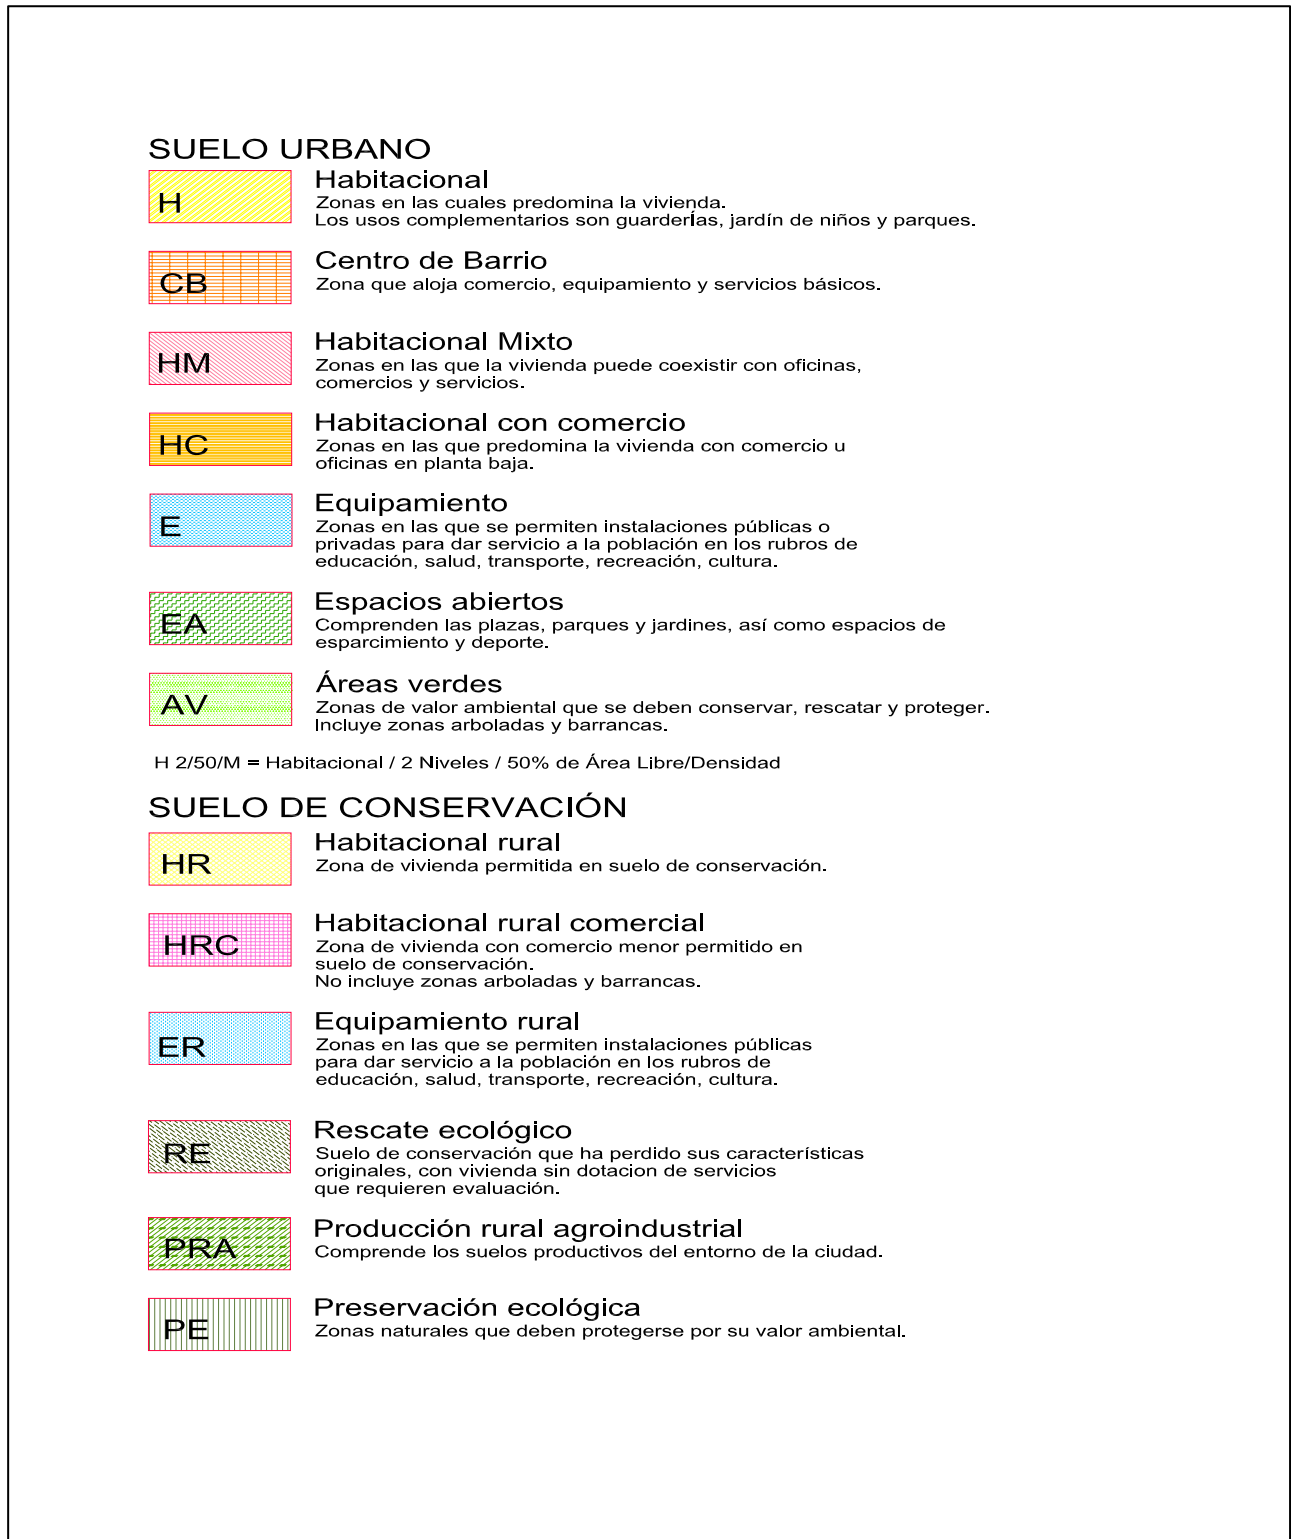 SUELO URBANO
H
Habitacional
Zonas en las cuales predomina la vivienda.
Los usos complementarios son guarderÍas, jardín de niños y parques.
CB
Centro de Barrio
Zona que aloja comercio, equipamiento y servicios básicos.
HM
Habitacional Mixto
Zonas en las que la vivienda puede coexistir con oficinas,
comercios y servicios.
HC
Habitacional con comercio
Zonas en las que predomina la vivienda con comercio u
oficinas en planta baja.
E
Equipamiento
Zonas en las que se permiten instalaciones públicas o
privadas para dar servicio a la población en los rubros de
educación, salud, transporte, recreación, cultura.
EA
Espacios abiertos
Comprenden las plazas, parques y jardines, así como espacios de
esparcimiento y deporte.
AV
Áreas verdes
Zonas de valor ambiental que se deben conservar, rescatar y proteger.
Incluye zonas arboladas y barrancas.
H 2/50/M = Habitacional / 2 Niveles / 50% de Área Libre/Densidad
SUELO DE CONSERVACIÓN
HR
Habitacional rural
Zona de vivienda permitida en suelo de conservación.
HRC
Habitacional rural comercial
Zona de vivienda con comercio menor permitido en
suelo de conservación.
No incluye zonas arboladas y barrancas.
ER
Equipamiento rural
Zonas en las que se permiten instalaciones públicas
para dar servicio a la población en los rubros de
educación, salud, transporte, recreación, cultura.
RE
Rescate ecológico
Suelo de conservación que ha perdido sus características
originales, con vivienda sin dotacion de servicios
que requieren evaluación.
PRA
Producción rural agroindustrial
Comprende los suelos productivos del entorno de la ciudad.
PE
Preservación ecológica
Zonas naturales que deben protegerse por su valor ambiental.